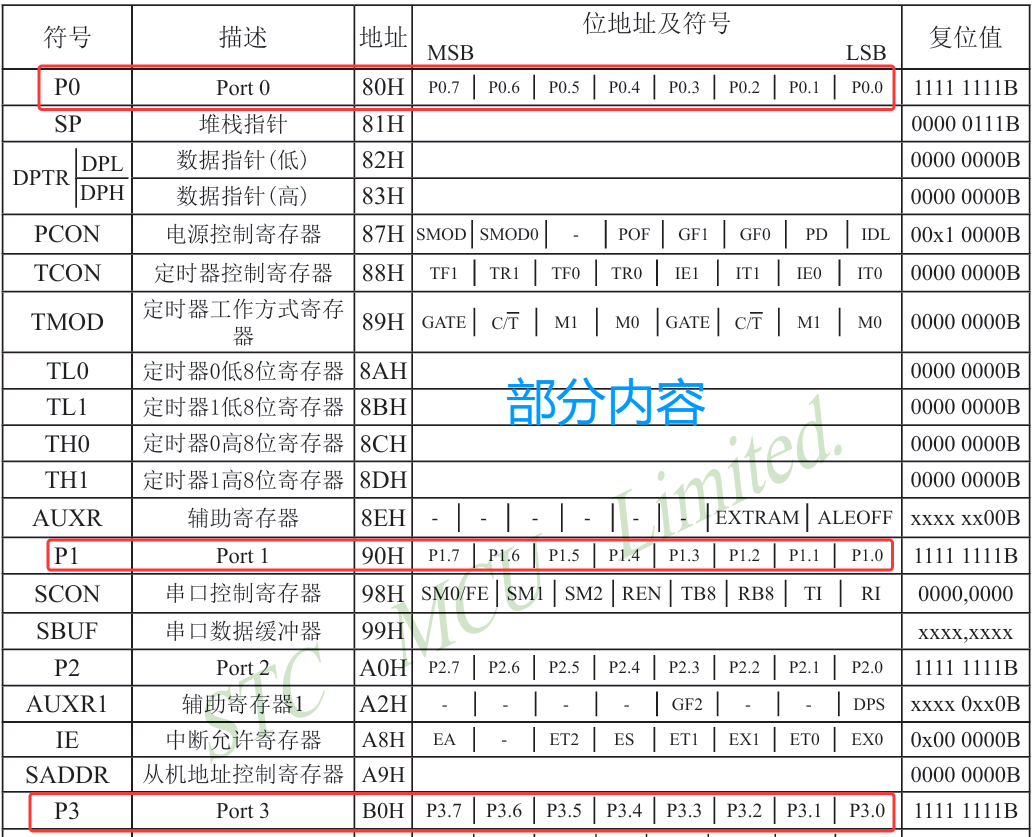 符号 描述 地址 位地址及符号 复位值
MSB LSB
P0 Port 0 80H P0.7 P0.6 P0.5 P0.4 P0.3 P0.2 P0.1 P0.0 1111 1111B
SP 堆栈指针 81H 0000 0111B
DPTR DPL 数据指针(低) 82H 0000 0000B
DPH 数据指针(高) 83H 0000 0000B
PCON 电源控制寄存器 87H SMOD SMOD0 - POF GF1 GF0 PD IDL 00x1 0000B
TCON 定时器控制寄存器 88H TF1 TR1 TF0 TR0 IE1 IT1 IE0 IT0 0000 0000B
TMOD 定时器工作方式寄存器 89H GATE C/T̅ M1 M0 GATE C/T̅ M1 M0 0000 0000B
TL0 定时器0低8位寄存器 8AH 0000 0000B
TL1 定时器1低8位寄存器 8BH 0000 0000B
部分内容
TH0 定时器0高8位寄存器 8CH 0000 0000B
TH1 定时器1高8位寄存器 8DH 0000 0000B
AUXR 辅助寄存器 8EH - - - - - - EXTRAM ALEOFF xxxx xx00B
P1 Port 1 90H P1.7 P1.6 P1.5 P1.4 P1.3 P1.2 P1.1 P1.0 1111 1111B
SCON 串口控制寄存器 98H SM0/FE SM1 SM2 REN TB8 RB8 TI RI 0000,0000
SBUF 串口数据缓冲器 99H xxxx,xxxx
P2 Port 2 A0H P2.7 P2.6 P2.5 P2.4 P2.3 P2.2 P2.1 P2.0 1111 1111B
AUXR1 辅助寄存器1 A2H - - - - GF2 - - DPS xxxx 0xx0B
IE 中断允许寄存器 A8H EA - ET2 ES ET1 EX1 ET0 EX0 0x00 0000B
SADDR 从机地址控制寄存器 A9H 0000 0000B
P3 Port 3 B0H P3.7 P3.6 P3.5 P3.4 P3.3 P3.2 P3.1 P3.0 1111 1111B
STC MCU Limited.